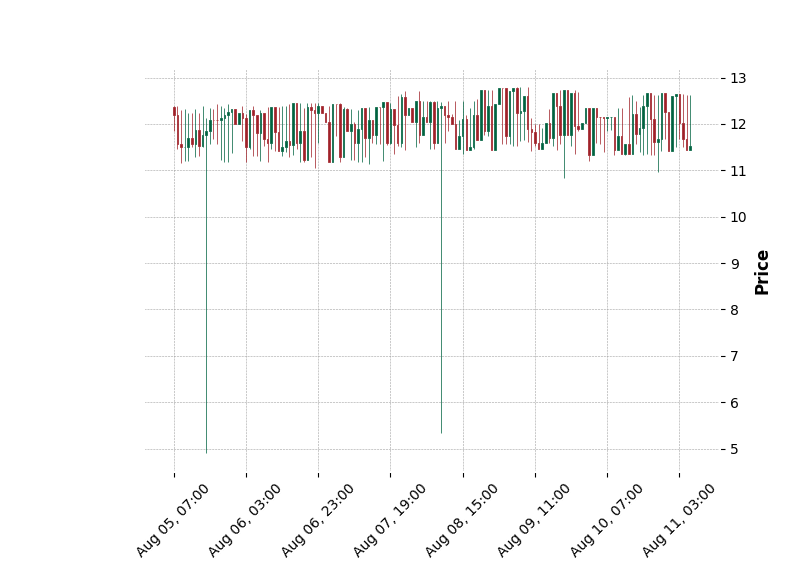 13
12
11
10
9
8
7
6
5
Price
Aug 05, 07:00
Aug 06, 03:00
Aug 06, 23:00
Aug 07, 19:00
Aug 08, 15:00
Aug 09, 11:00
Aug 10, 07:00
Aug 11, 03:00